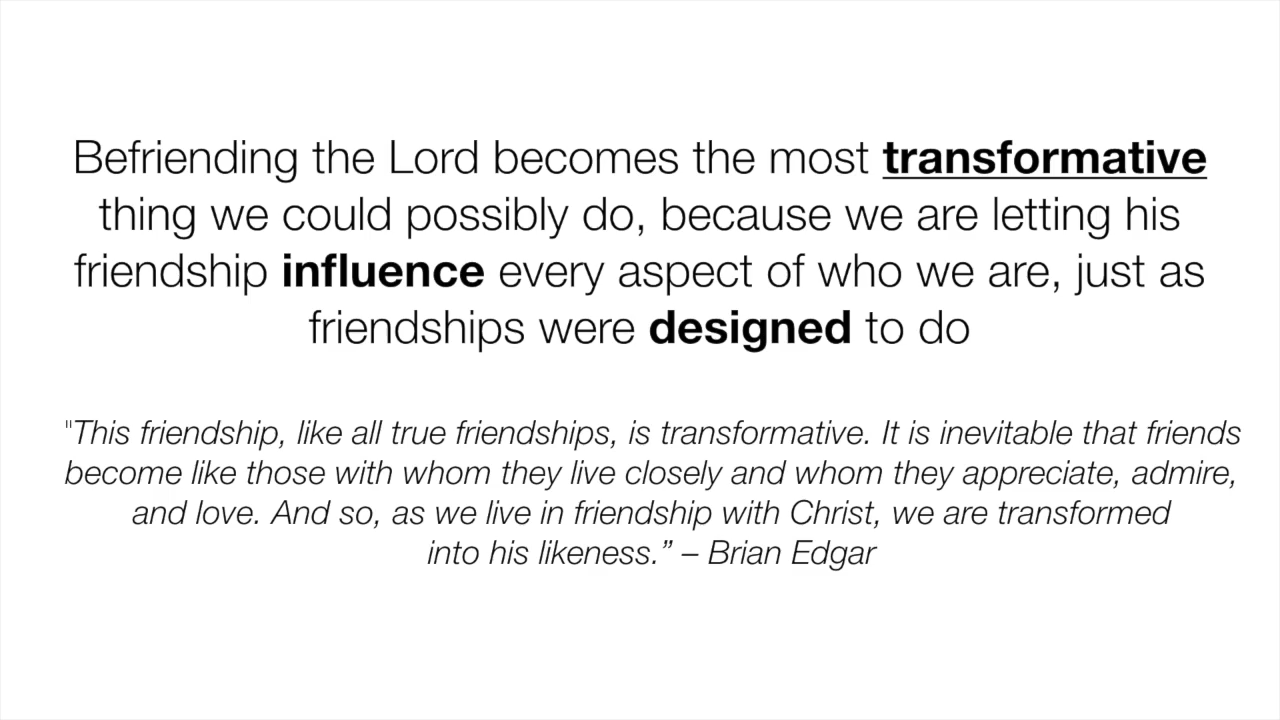 Befriending the Lord becomes the most transformative
thing we could possibly do, because we are letting his
friendship influence every aspect of who we are, just as
friendships were designed to do
"This friendship, like all true friendships, is transformative. It is inevitable that friends
become like those with whom they live closely and whom they appreciate, admire,
and love. And so, as we live in friendship with Christ, we are transformed
into his likeness.” – Brian Edgar